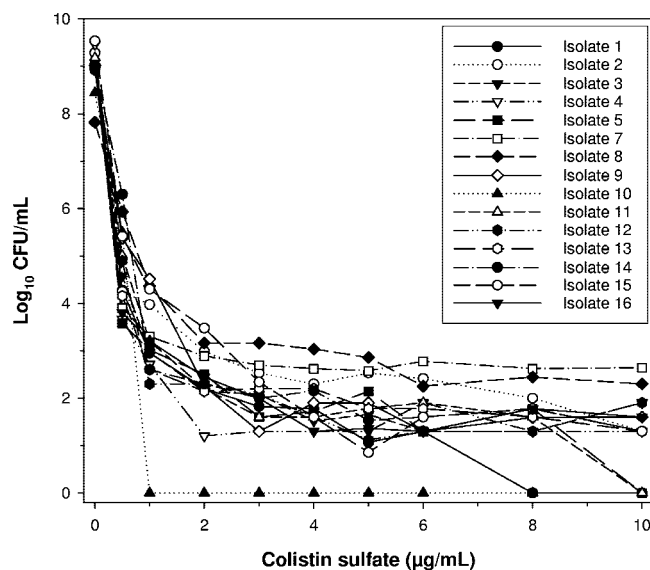 10
8
6
4
2
0
Log10 CFU/mL
0
2
4
6
8
10
Colistin sulfate (µg/mL)
Isolate 1
Isolate 2
Isolate 3
Isolate 4
Isolate 5
Isolate 7
Isolate 8
Isolate 9
Isolate 10
Isolate 11
Isolate 12
Isolate 13
Isolate 14
Isolate 15
Isolate 16